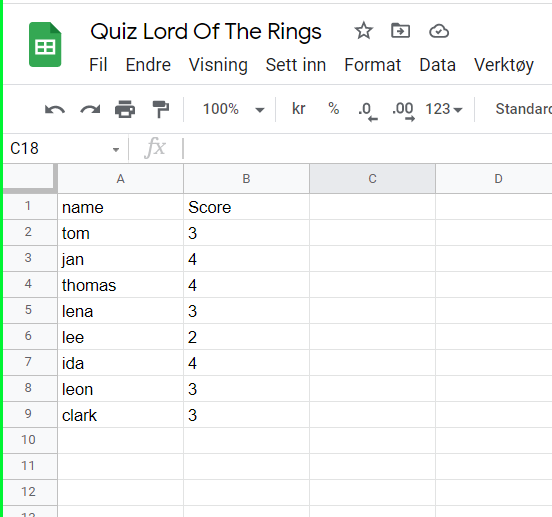 Quiz Lord Of The Rings
Fil Endre Visning Sett inn Format Data Verktøy
100% kr % .0 .00 123
C18 fx
A B C D
1 name Score
2 tom 3
3 jan 4
4 thomas 4
5 lena 3
6 lee 2
7 ida 4
8 leon 3
9 clark 3
10
11
12